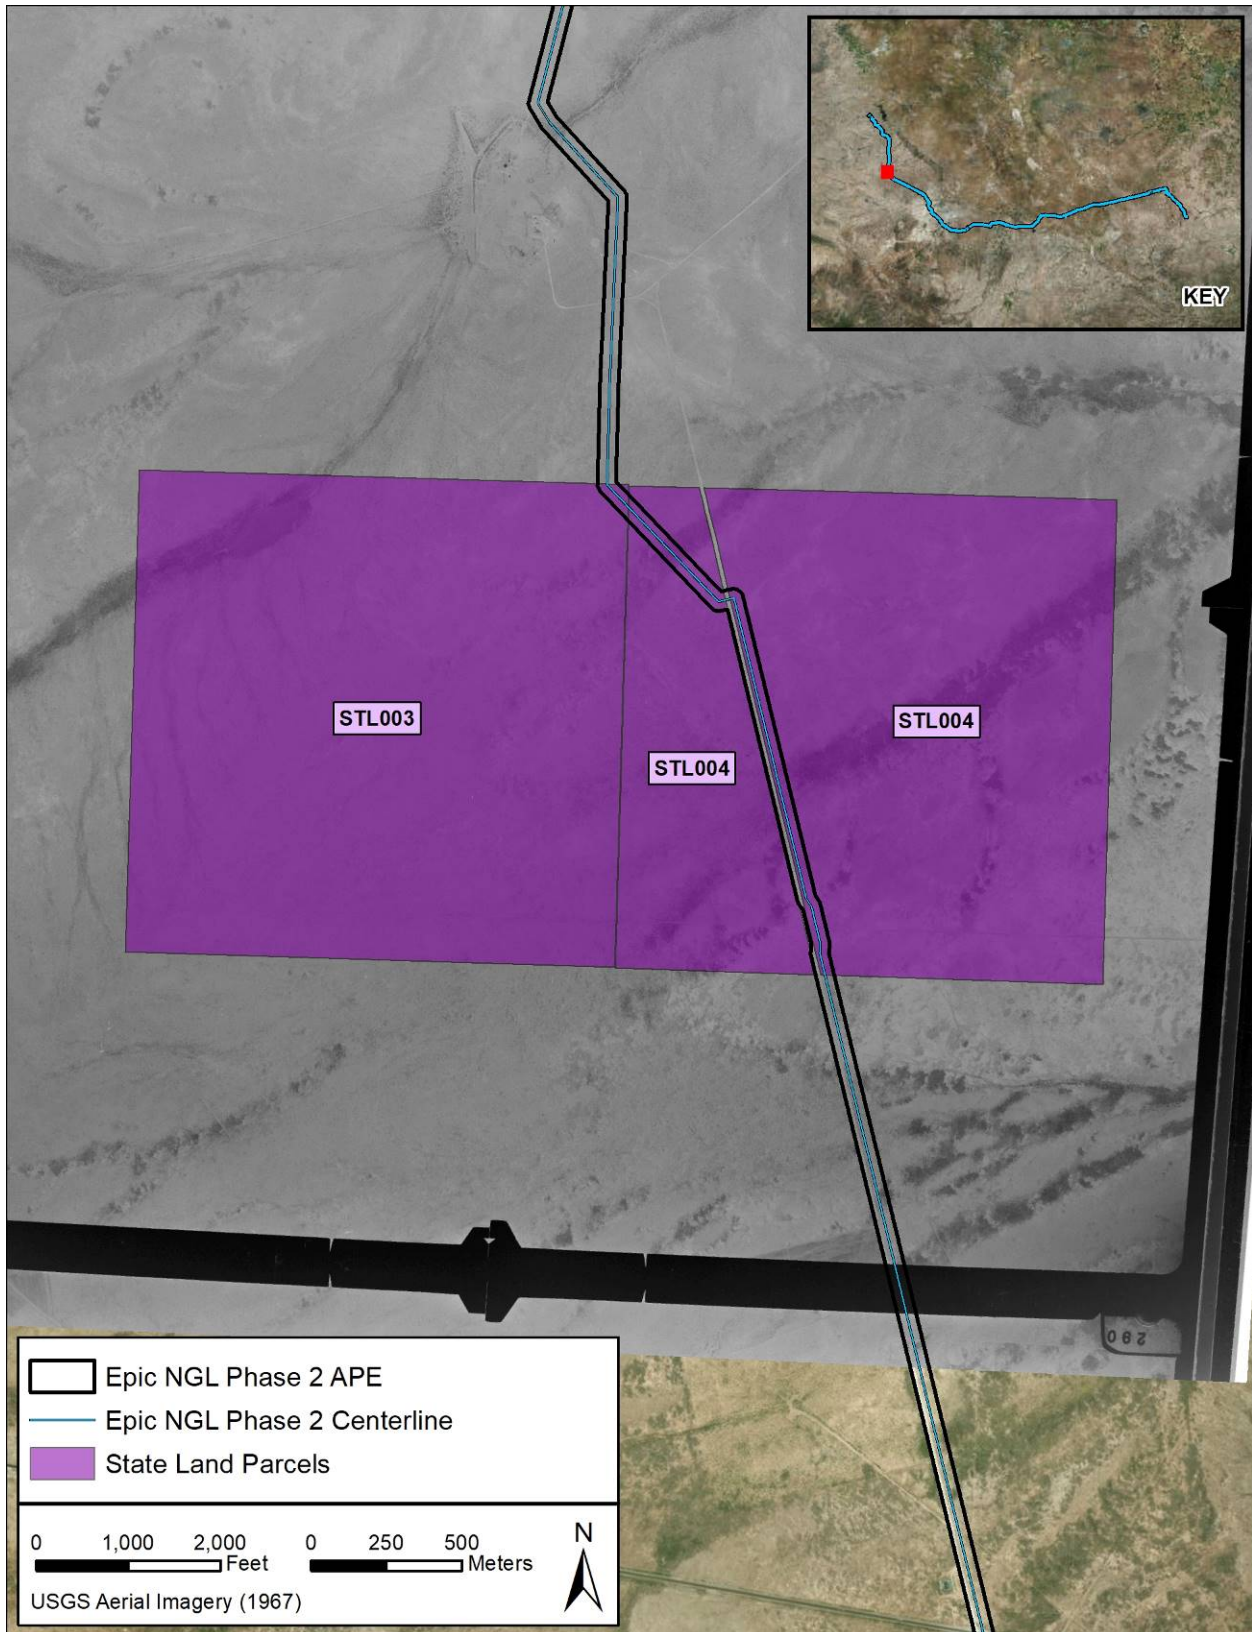 KEY
STL003
STL004
STL004
290
Epic NGL Phase 2 APE
Epic NGL Phase 2 Centerline
State Land Parcels
0 1,000 2,000 Feet
0 250 500 Meters
N
USGS Aerial Imagery (1967)